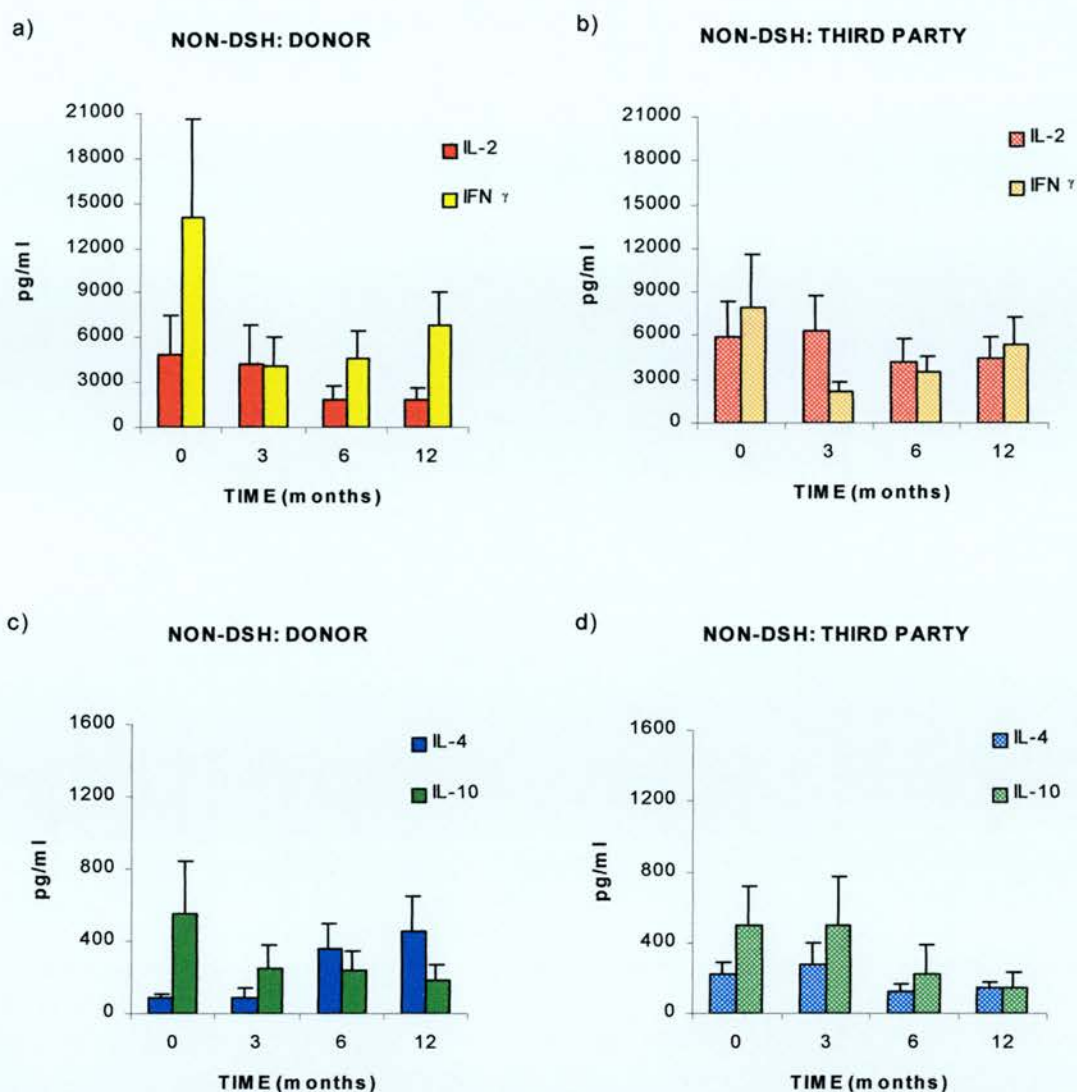 a)
NON-DSH: DONOR
21000
18000
15000
12000
9000
6000
3000
0
pg/ml
IL-2
IFN γ
0 3 6 12
TIME (months)
b)
NON-DSH: THIRD PARTY
21000
18000
15000
12000
9000
6000
3000
0
pg/ml
IL-2
IFN γ
0 3 6 12
TIME (months)
c)
NON-DSH: DONOR
1600
1200
800
400
0
pg/ml
IL-4
IL-10
0 3 6 12
TIME (months)
d)
NON-DSH: THIRD PARTY
1600
1200
800
400
0
pg/ml
IL-4
IL-10
0 3 6 12
TIME (months)